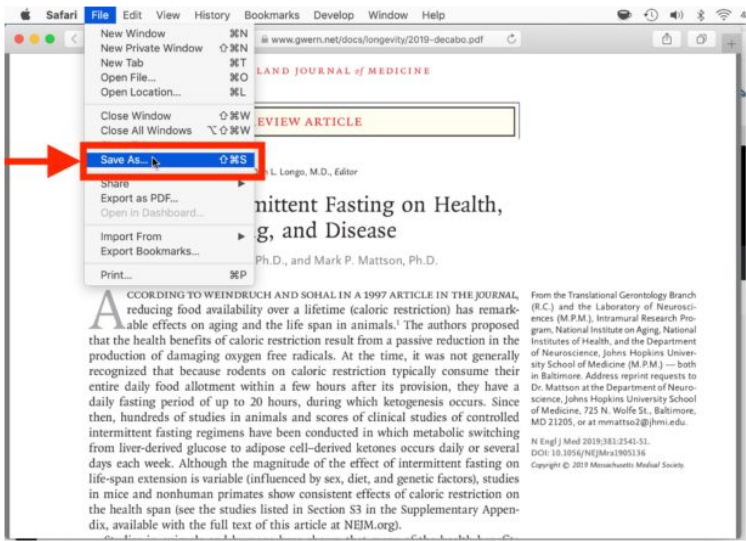 Safari File Edit View History Bookmarks Develop Window Help
New Window ⌘N
New Private Window ⇧⌘N
New Tab ⌘T
Open File... ⌘O
Open Location... ⌘L
Close Window ⇧⌘W
Close All Windows ⌥⇧⌘W
Save As... ⇧⌘S
Share
Export as PDF...
Open in Dashboard...
Import From
Export Bookmarks...
Print... ⌘P
www.gwern.net/docs/longevity/2019-decabo.pdf
LAND JOURNAL of MEDICINE
EVIEW ARTICLE
L. Longo, M.D., Editor
mittent Fasting on Health,
g, and Disease
Ph.D., and Mark P. Mattson, Ph.D.
ACCORDING TO WEINDRUCH AND SOHAL IN A 1997 ARTICLE IN THE JOURNAL,
reducing food availability over a lifetime (caloric restriction) has remark-
able effects on aging and the life span in animals.¹ The authors proposed
that the health benefits of caloric restriction result from a passive reduction in the
production of damaging oxygen free radicals. At the time, it was not generally
recognized that because rodents on caloric restriction typically consume their
entire daily food allotment within a few hours after its provision, they have a
daily fasting period of up to 20 hours, during which ketogenesis occurs. Since
then, hundreds of studies in animals and scores of clinical studies of controlled
intermittent fasting regimens have been conducted in which metabolic switching
from liver-derived glucose to adipose cell–derived ketones occurs daily or several
days each week. Although the magnitude of the effect of intermittent fasting on
life-span extension is variable (influenced by sex, diet, and genetic factors), studies
in mice and nonhuman primates show consistent effects of caloric restriction on
the health span (see the studies listed in Section S3 in the Supplementary Appen-
dix, available with the full text of this article at NEJM.org).
From the Translational Gerontology Branch
(R.C.) and the Laboratory of Neurosci-
ences (M.P.M.), Intramural Research Pro-
gram, National Institute on Aging, National
Institutes of Health, and the Department
of Neuroscience, Johns Hopkins Univer-
sity School of Medicine (M.P.M.) — both
in Baltimore. Address reprint requests to
Dr. Mattson at the Department of Neuro-
science, Johns Hopkins University School
of Medicine, 725 N. Wolfe St., Baltimore,
MD 21205, or at mmattso2@jhmi.edu.
N Engl J Med 2019;381:2541-51.
DOI: 10.1056/NEJMra1905136
Copyright © 2019 Massachusetts Medical Society.